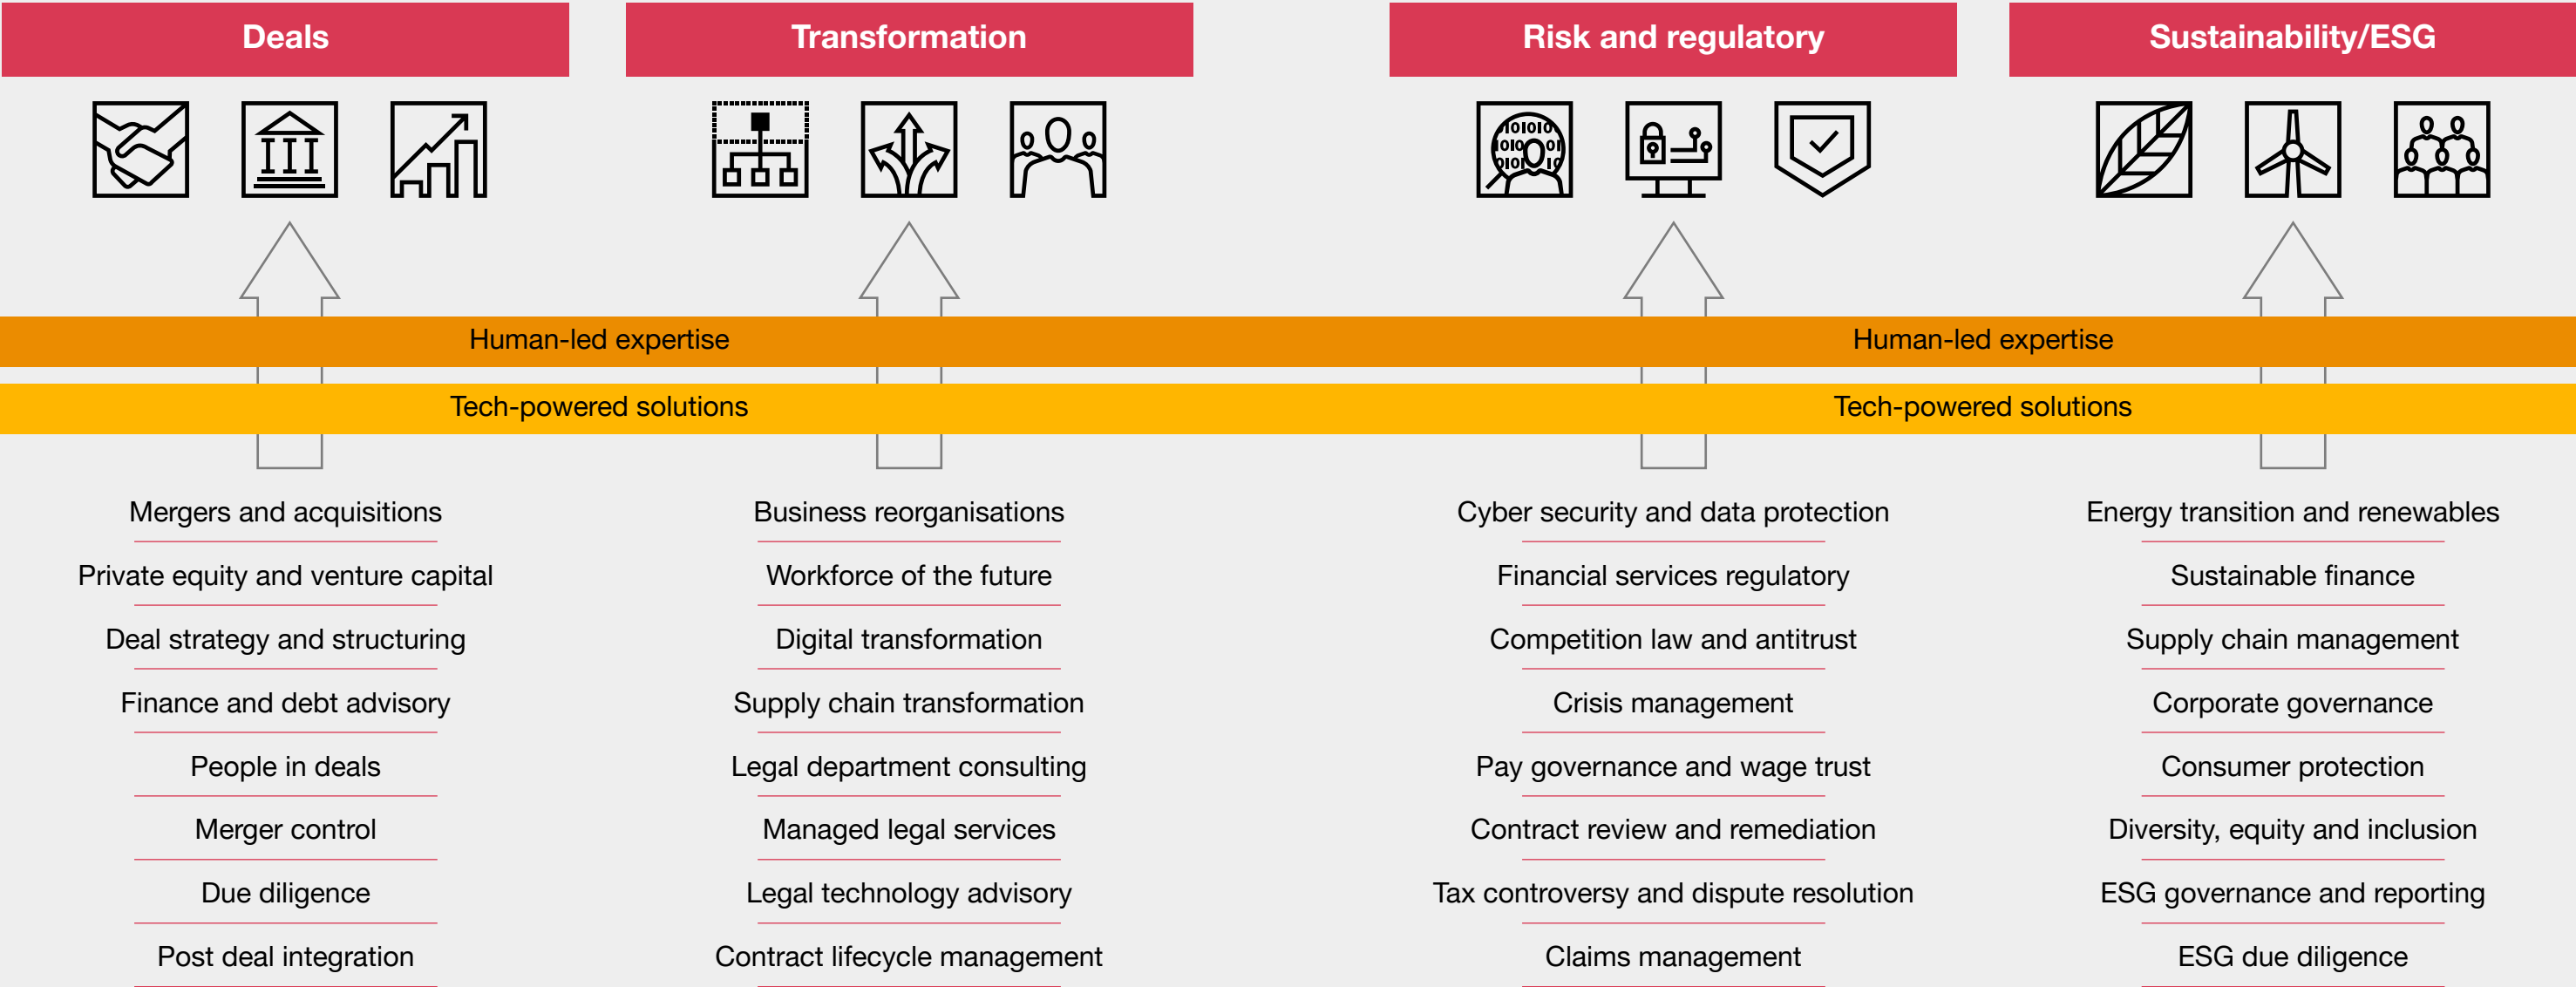 Deals
Transformation
Risk and regulatory
Sustainability/ESG
0101010
010 01
010 10
Human-led expertise
Human-led expertise
Tech-powered solutions
Tech-powered solutions
Mergers and acquisitions
Private equity and venture capital
Deal strategy and structuring
Finance and debt advisory
People in deals
Merger control
Due diligence
Post deal integration
Business reorganisations
Workforce of the future
Digital transformation
Supply chain transformation
Legal department consulting
Managed legal services
Legal technology advisory
Contract lifecycle management
Cyber security and data protection
Financial services regulatory
Competition law and antitrust
Crisis management
Pay governance and wage trust
Contract review and remediation
Tax controversy and dispute resolution
Claims management
Energy transition and renewables
Sustainable finance
Supply chain management
Corporate governance
Consumer protection
Diversity, equity and inclusion
ESG governance and reporting
ESG due diligence